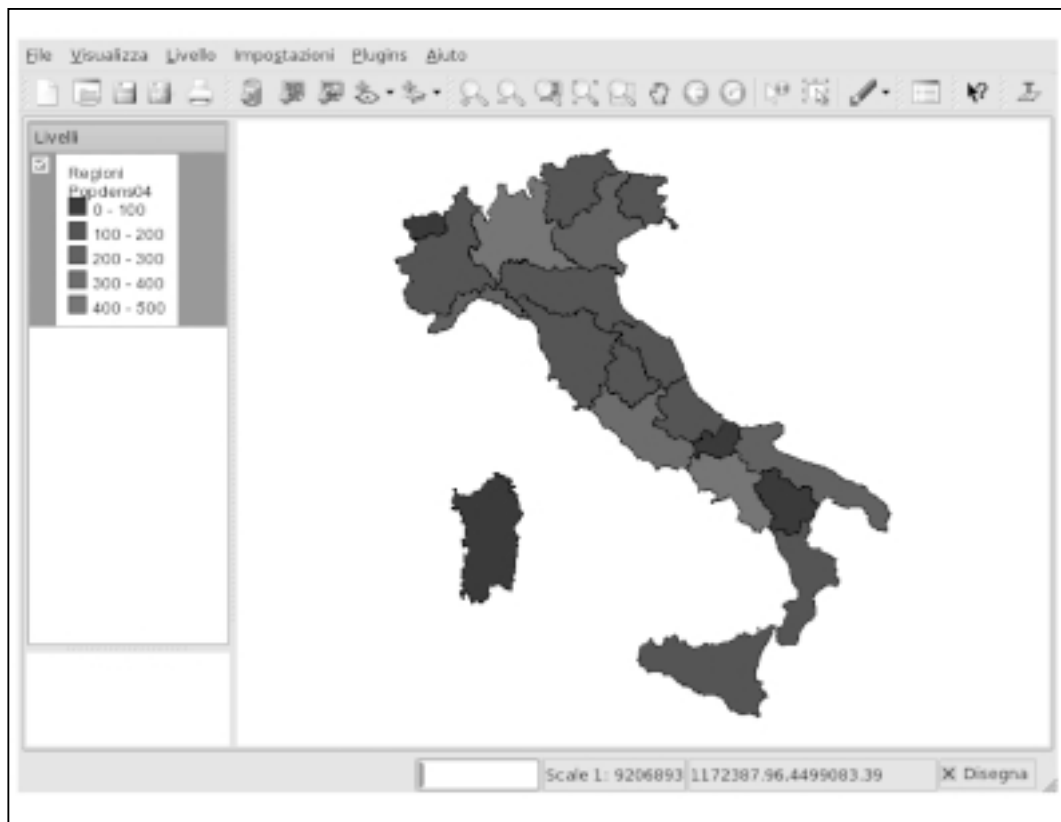 File Visualizza Livello Impostazioni Plugins Aiuto
Livelli
Regioni
Popdens04
0 - 100
100 - 200
200 - 300
300 - 400
400 - 500
Scale 1: 9206893 1172387.96,4499083.39 Disegna